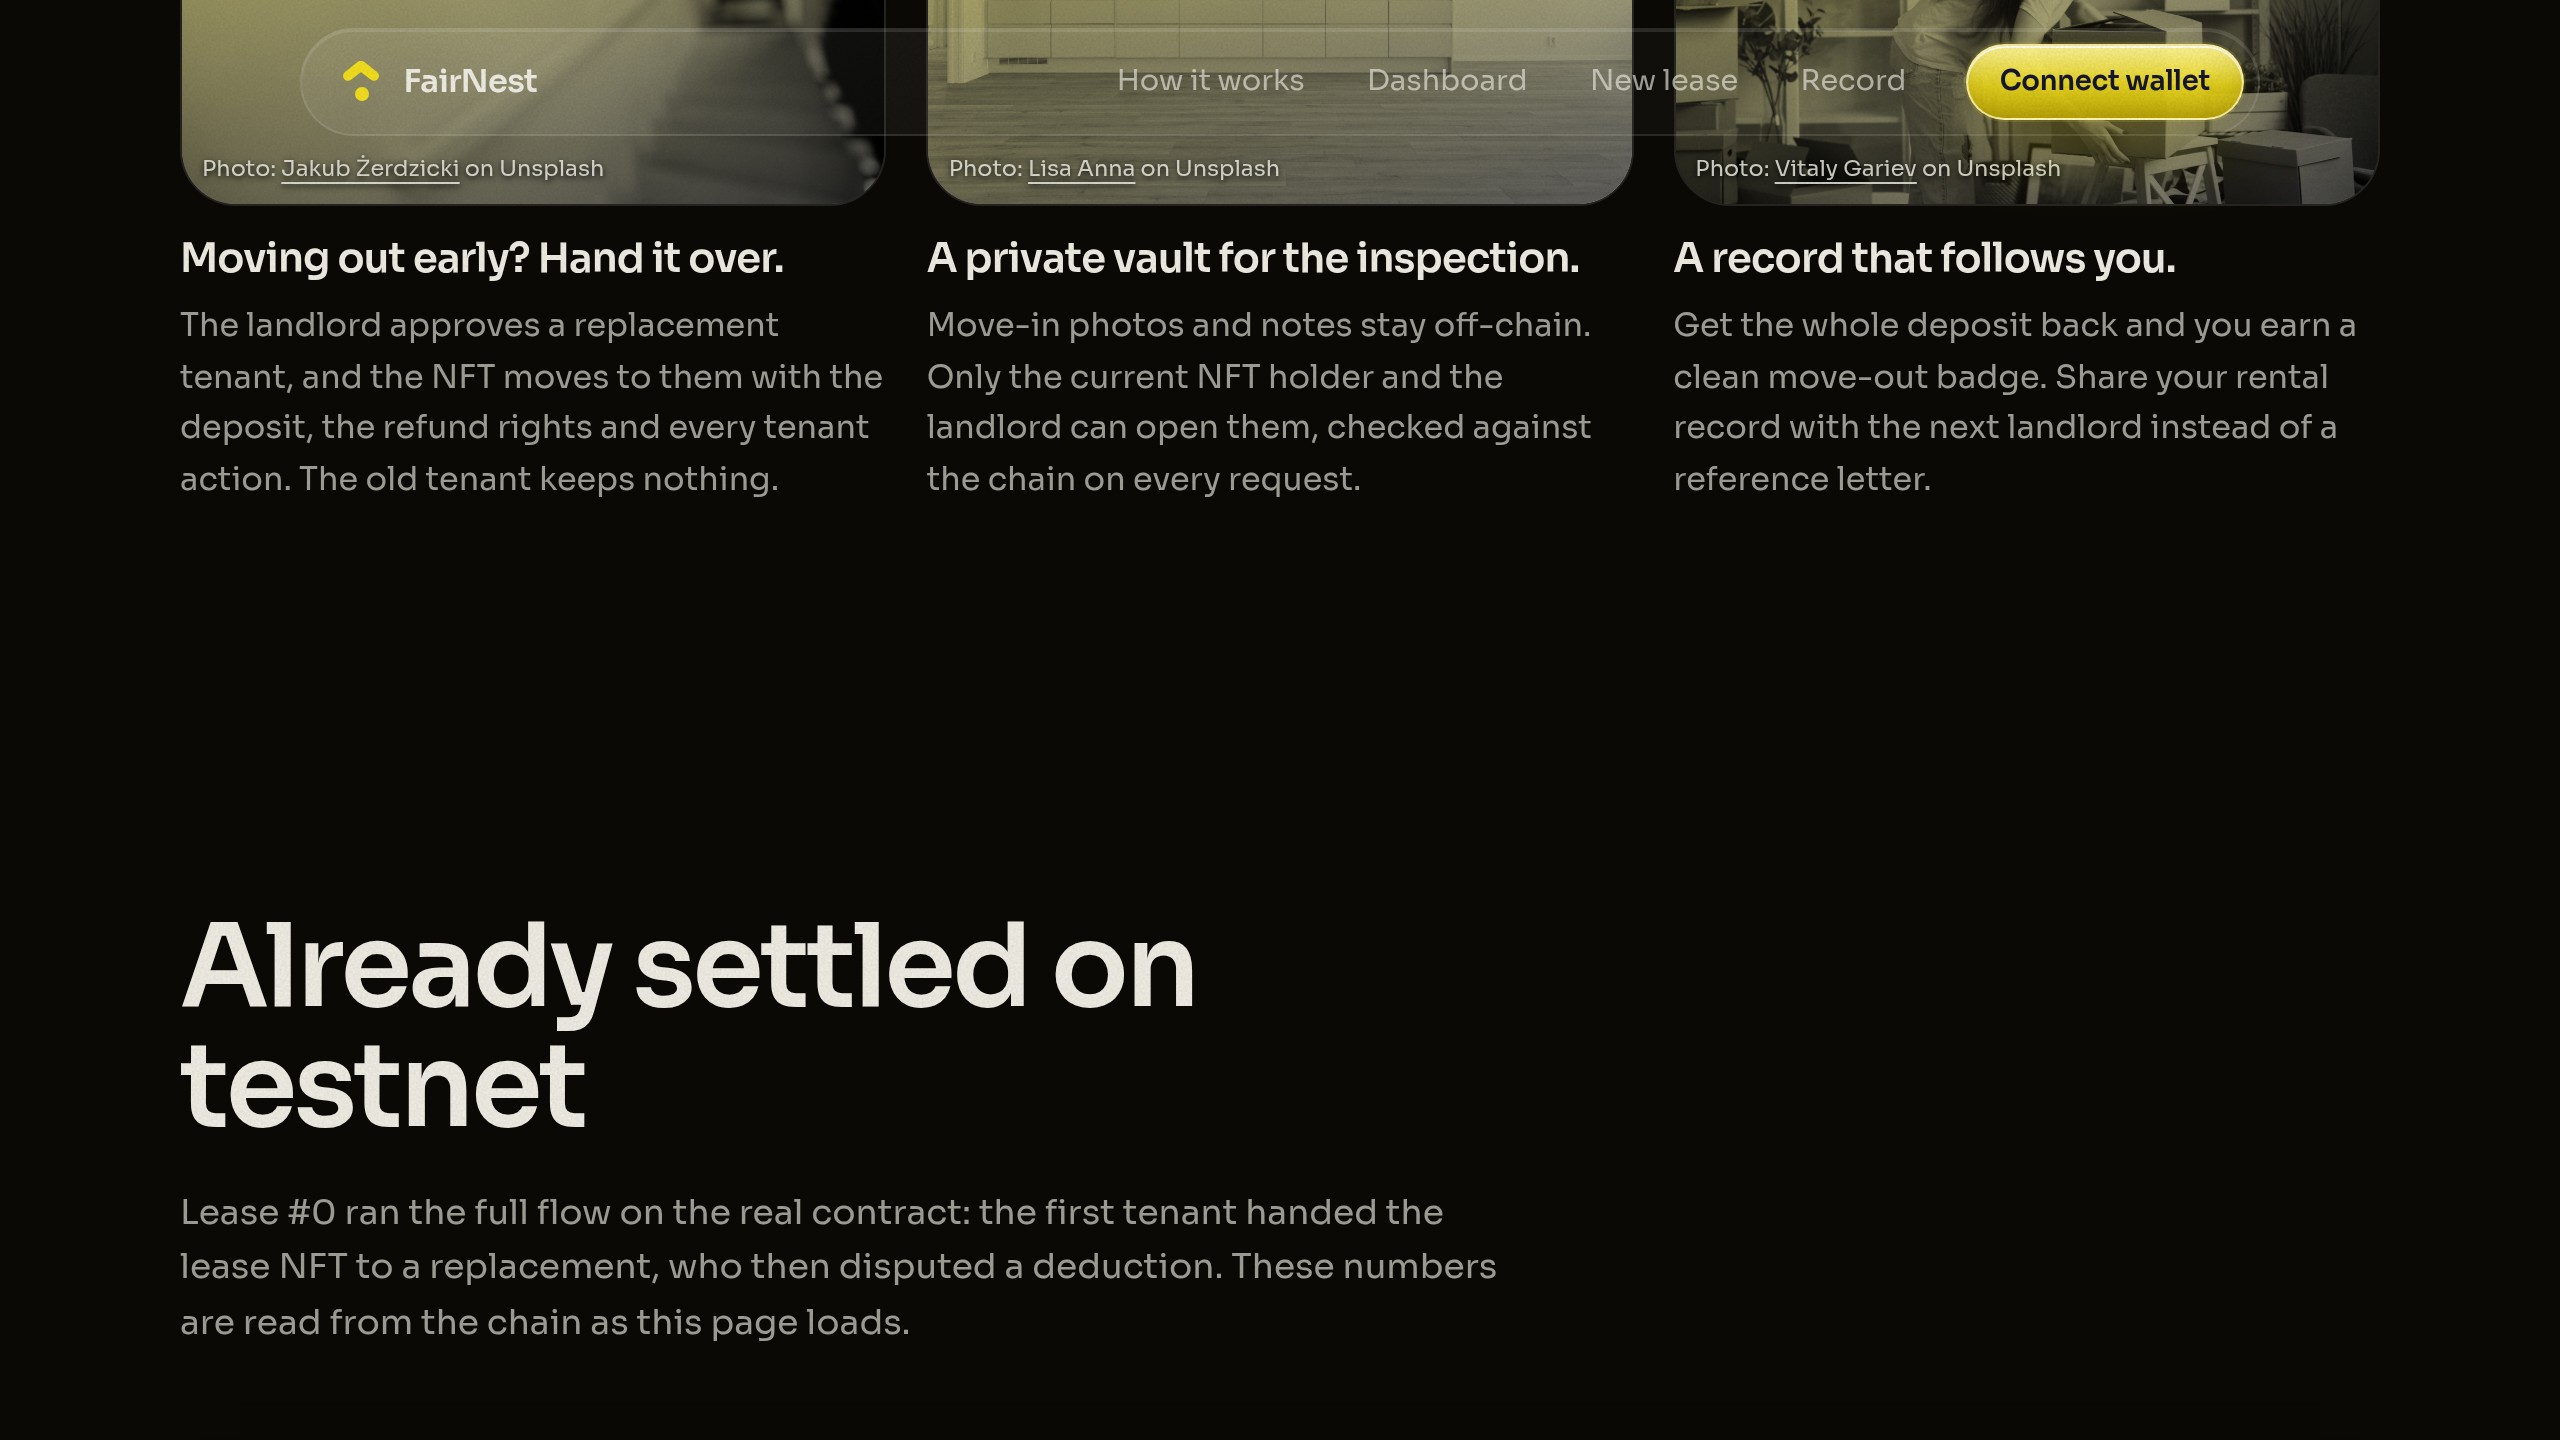 FairNest
How it works
Dashboard
New lease
Record
Connect wallet
Photo: Jakub Żerdzicki on Unsplash
Photo: Lisa Anna on Unsplash
Photo: Vitaly Gariev on Unsplash
Moving out early? Hand it over.
The landlord approves a replacement
tenant, and the NFT moves to them with the
deposit, the refund rights and every tenant
action. The old tenant keeps nothing.
A private vault for the inspection.
Move-in photos and notes stay off-chain.
Only the current NFT holder and the
landlord can open them, checked against
the chain on every request.
A record that follows you.
Get the whole deposit back and you earn a
clean move-out badge. Share your rental
record with the next landlord instead of a
reference letter.
Already settled on
testnet
Lease #0 ran the full flow on the real contract: the first tenant handed the
lease NFT to a replacement, who then disputed a deduction. These numbers
are read from the chain as this page loads.